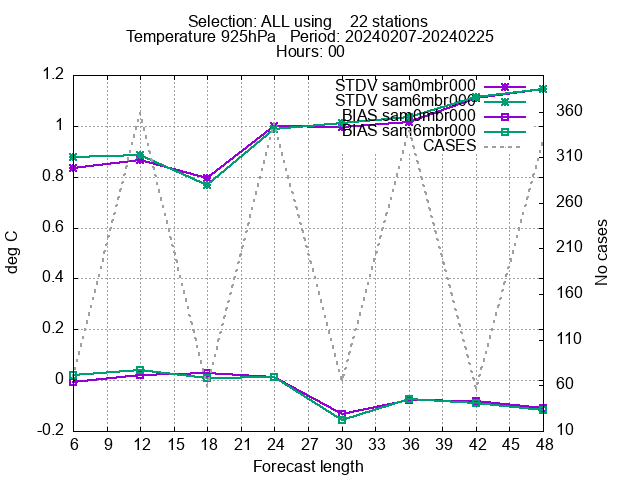 Selection: ALL using 22 stations
Temperature 925hPa Period: 20240207-20240225
Hours: 00
STDV sam0mbr000
STDV sam6mbr000
BIAS sam0mbr000
BIAS sam6mbr000
CASES
deg C
1.2
1
0.8
0.6
0.4
0.2
0
-0.2
No cases
360
310
260
210
160
110
60
10
6 9 12 15 18 21 24 27 30 33 36 39 42 45 48
Forecast length